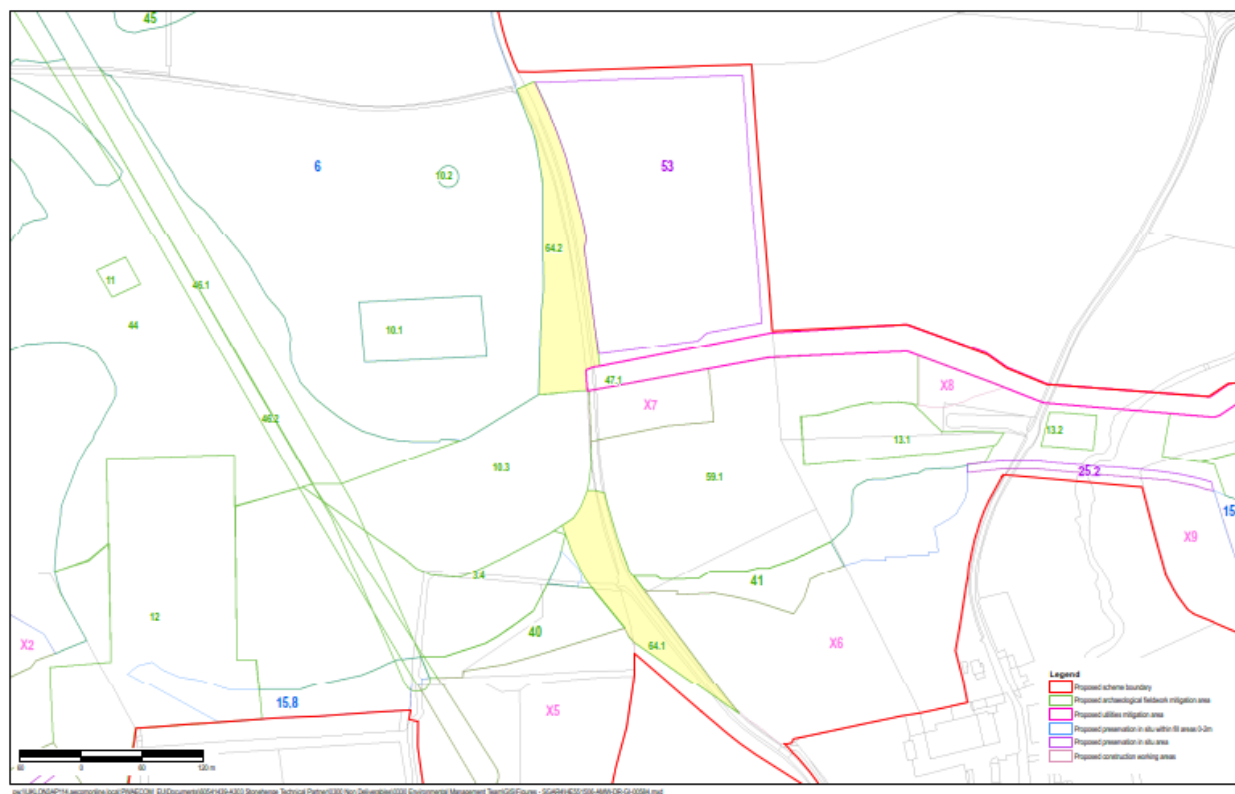 45
6
53
10.2
64.2
11
46.1
44
10.1
47.1
X8
X7
46.2
13.2
13.1
10.3
59.1
25.2
15
X9
3.4
41
12
40
X2
64.1
X6
15.8
X5
Legend
Proposed scheme boundary
Proposed archaeological fieldwork mitigation area
Proposed utilities mitigation area
Proposed preservation in situ within fill areas 0-2m
Proposed preservation in situ area
Proposed construction working areas
60 0 60 120 m